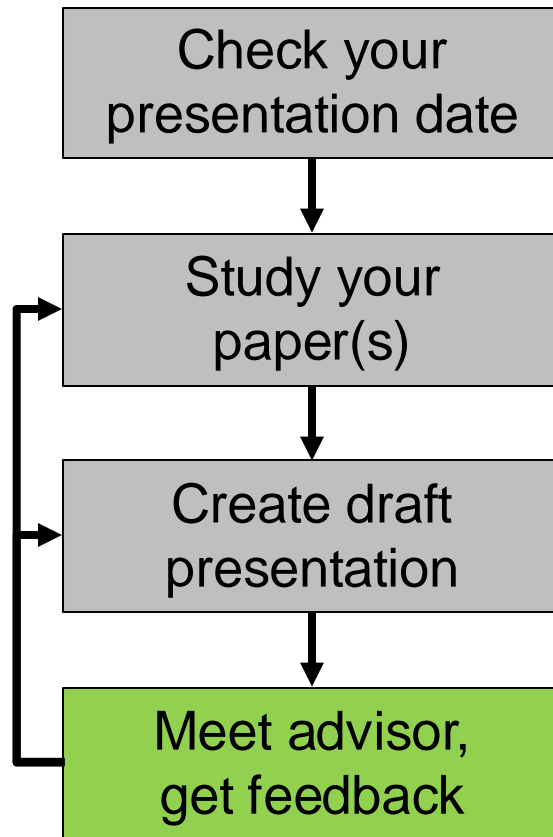 Check your
presentation date
Study your
paper(s)
Create draft
presentation
Meet advisor,
get feedback